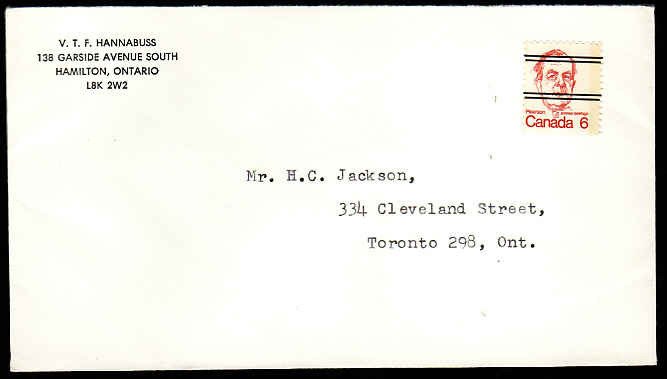 V. T. F. HANNABUSS
138 GARSIDE AVENUE SOUTH
HAMILTON, ONTARIO
L8K 2W2
Pearson
Canada 6
Mr. H.C. Jackson,
334 Cleveland Street,
Toronto 298, Ont.